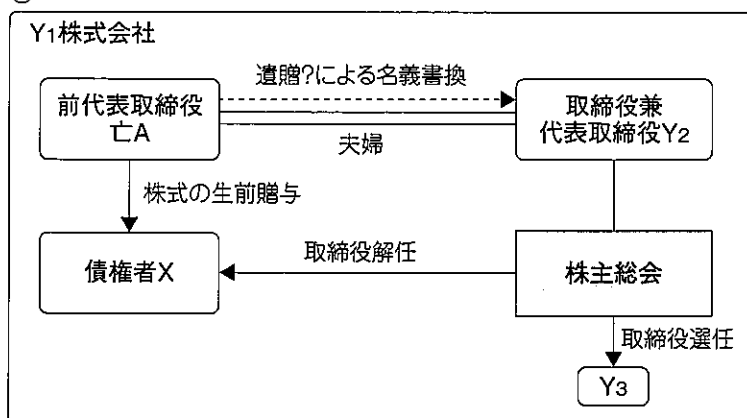 Y1株式会社
遺贈?による名義書換
前代表取締役
亡A
取締役兼
代表取締役Y2
夫婦
株式の生前贈与
債権者X
取締役解任
株主総会
取締役選任
Y3